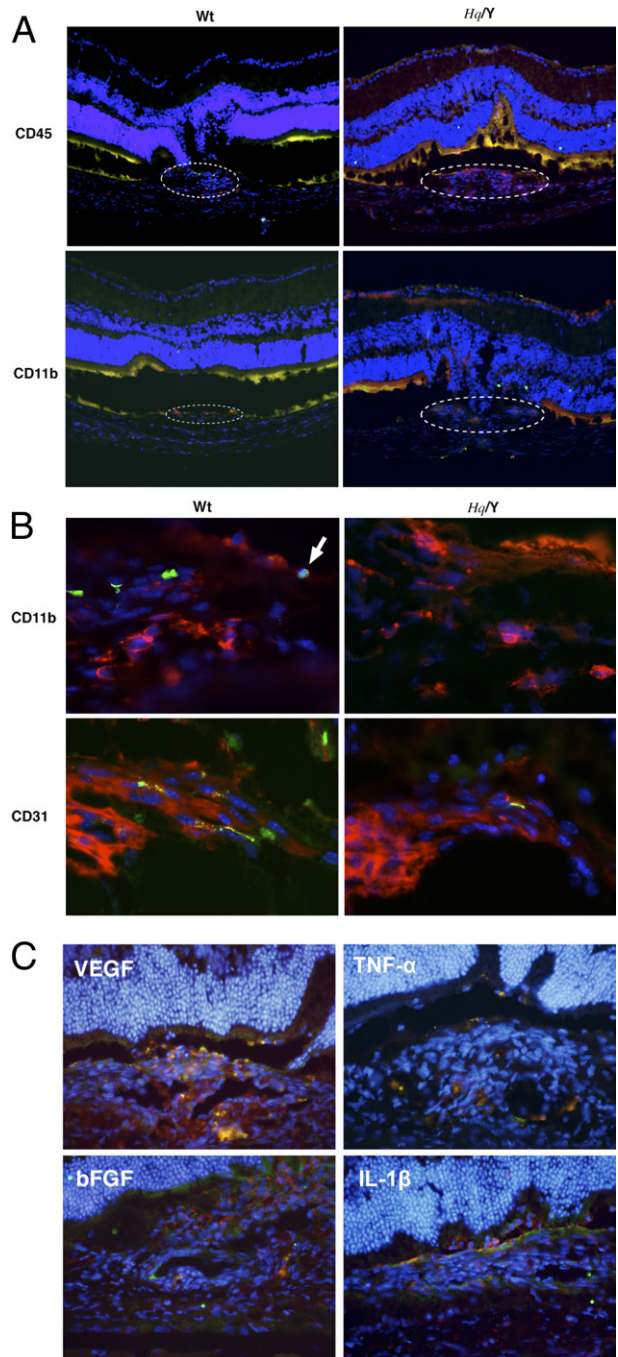 A
Wt Hq/Y
CD45
CD11b
B
Wt Hq/Y
CD11b
CD31
C
VEGF TNF-α
bFGF IL-1β